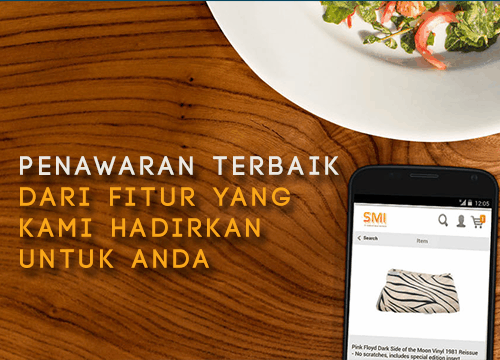 PENAWARAN TERBAIK
DARI FITUR YANG
KAMI HADIRKAN
UNTUK ANDA
12:05
SMI
Search
Item
Pink Floyd Dark Side of the Moon Vinyl 1981 Reissue
- No scratches, includes special edition insert